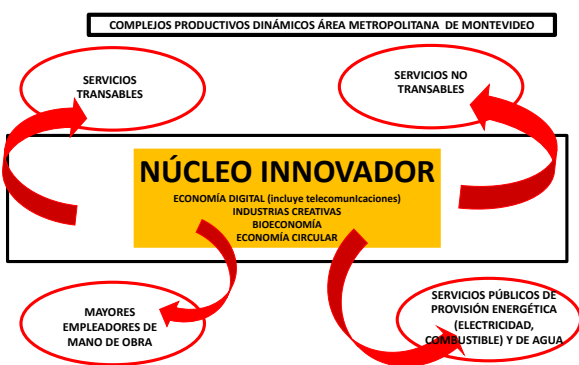 COMPLEJOS PRODUCTIVOS DINÁMICOS ÁREA METROPOLITANA DE MONTEVIDEO
SERVICIOS
TRANSABLES
SERVICIOS NO
TRANSABLES
NÚCLEO INNOVADOR
ECONOMÍA DIGITAL (incluye telecomunIcaciones)
INDUSTRIAS CREATIVAS
BIOECONOMÍA
ECONOMÍA CIRCULAR
MAYORES
EMPLEADORES DE
MANO DE OBRA
SERVICIOS PÚBLICOS DE
PROVISIÓN ENERGÉTICA
(ELECTRICIDAD,
COMBUSTIBLE) Y DE AGUA